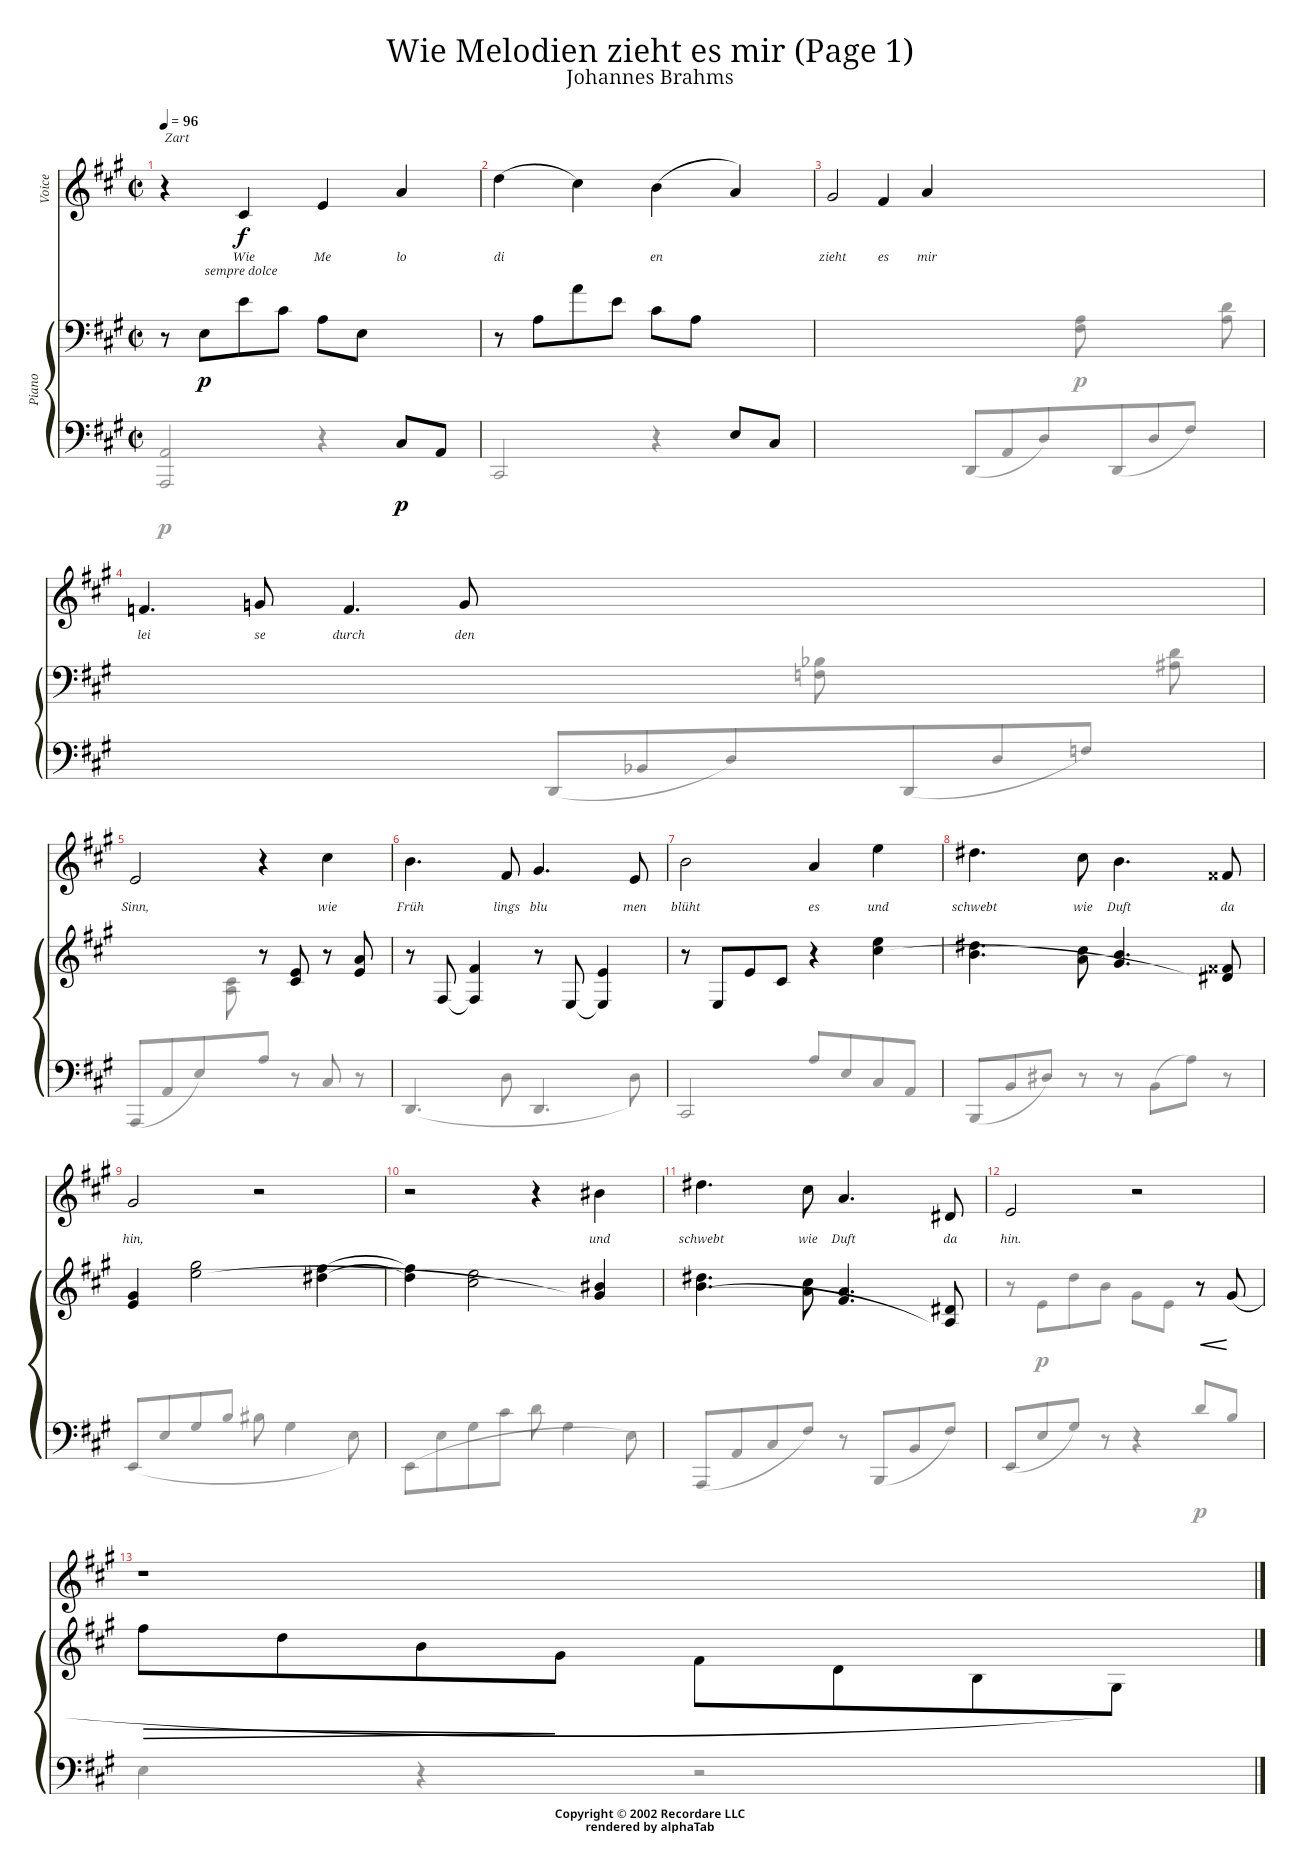 Wie Melodien zieht es mir (Page 1)
Johannes Brahms
= 96
Zart
Voice
1 2 3
f
Wie Me lo di en zieht es mir
sempre dolce
Piano
p p
p
p
4
lei se durch den
5 6 7 8
Sinn, wie Früh lings blu men blüht es und schwebt wie Duft da
9 10 11 12
hin, und schwebt wie Duft da hin.
p
p
13
Copyright © 2002 Recordare LLC
rendered by alphaTab